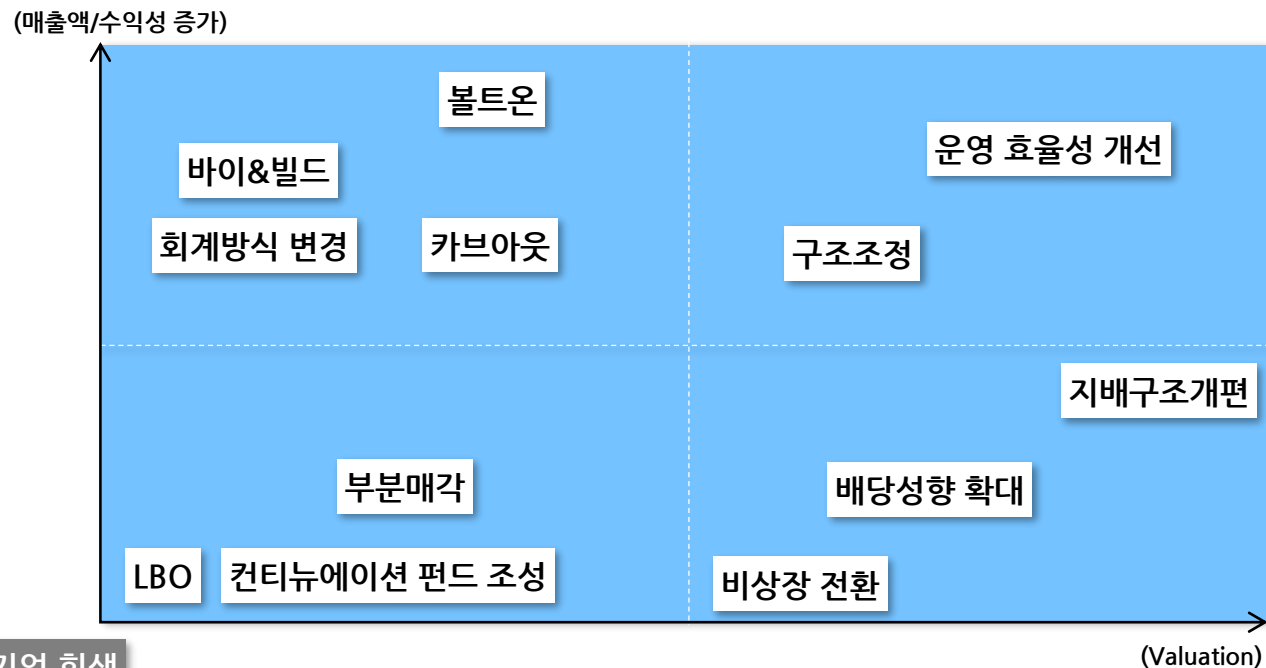 (매출액/수익성 증가)
볼트온
운영 효율성 개선
바이&빌드
회계방식 변경
카브아웃
구조조정
지배구조개편
부분매각
배당성향 확대
LBO
컨티뉴에이션 펀드 조성
비상장 전환
(Valuation)